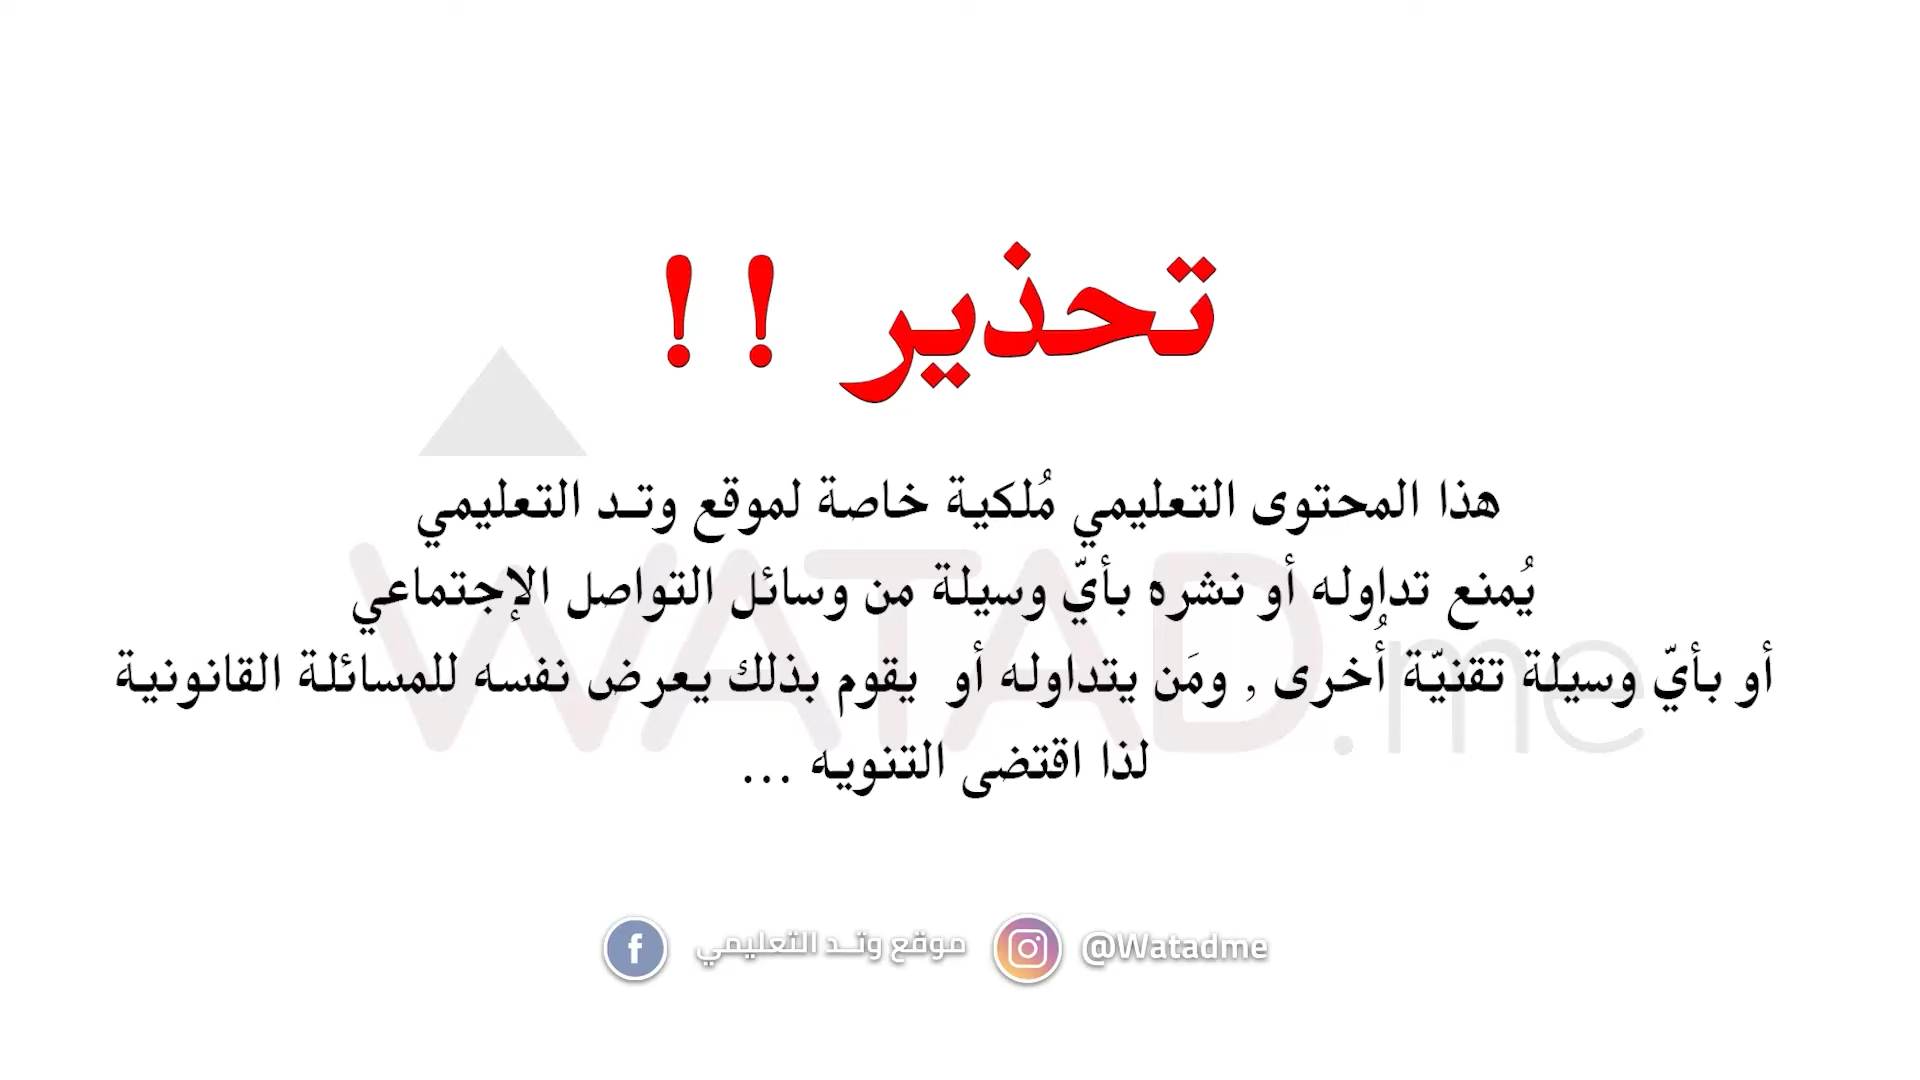 تحذير !!
هذا المحتوى التعليمي مُلكية خاصة لموقع وتـد التعليمي
يُمنع تداوله أو نشره بأيّ وسيلة من وسائل التواصل الإجتماعي
أو بأيّ وسيلة تقنيّة أُخرى , ومَن يتداوله أو يقوم بذلك يعرض نفسه للمسائلة القانونية
لذا اقتضى التنويه ...
WATAD.me
موقع وتـد التعليمي @Watadme